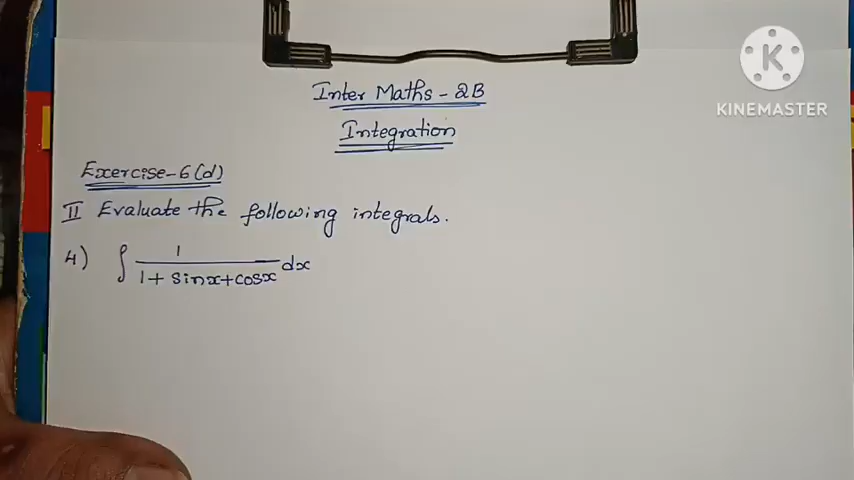 Inter Maths - 2B
Integration
Exercise-6(d)
II Evaluate the following integrals.
4) ∫ 1/(1+ sinx+cosx) dx
K
KINEMASTER